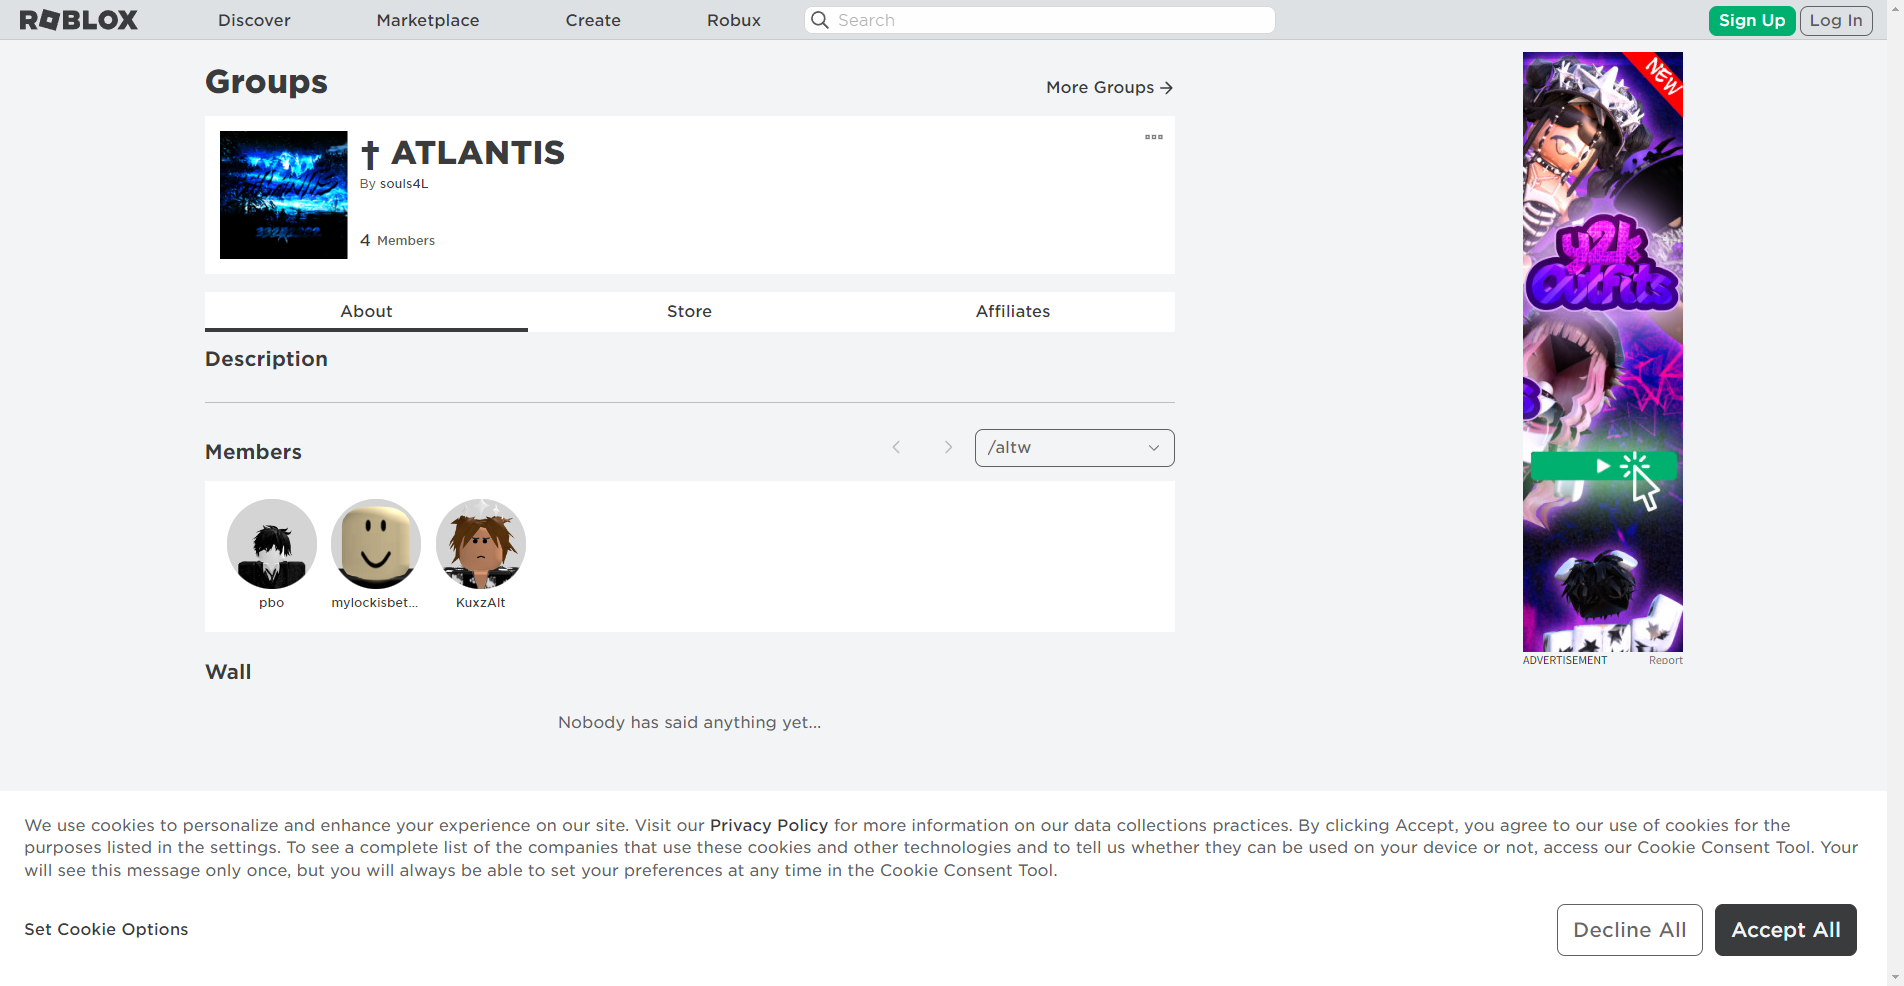 ROBLOX
Discover
Marketplace
Create
Robux
Search
Sign Up
Log In
Groups
More Groups →
† ATLANTIS
By souls4L
4 Members
About
Store
Affiliates
Description
Members
/altw
pbo
mylockisbet...
KuxzAlt
Wall
Nobody has said anything yet...
NEW
y2k
Outfits
ADVERTISEMENT
Report
We use cookies to personalize and enhance your experience on our site. Visit our Privacy Policy for more information on our data collections practices. By clicking Accept, you agree to our use of cookies for the
purposes listed in the settings. To see a complete list of the companies that use these cookies and other technologies and to tell us whether they can be used on your device or not, access our Cookie Consent Tool. Your
will see this message only once, but you will always be able to set your preferences at any time in the Cookie Consent Tool.
Set Cookie Options
Decline All
Accept All